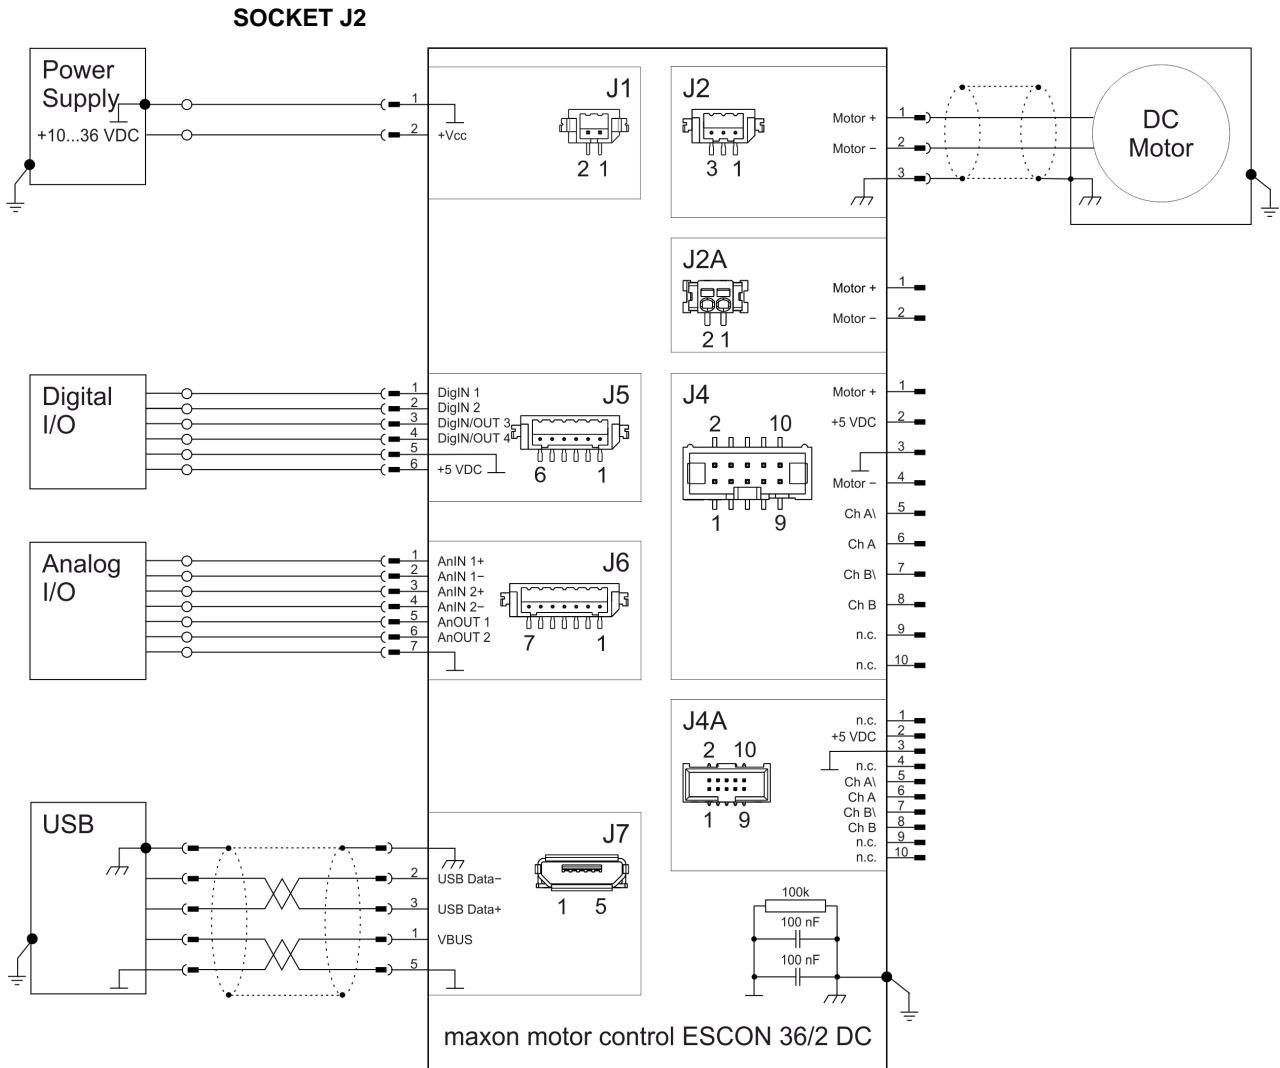 SOCKET J2
Power
Supply
+10...36 VDC
1
2
+Vcc
J1
2 1
J2
3 1
Motor +
Motor −
1
2
3
DC
Motor
J2A
2 1
Motor +
Motor −
1
2
Digital
I/O
1
2
3
4
5
6
DigIN 1
DigIN 2
DigIN/OUT 3
DigIN/OUT 4
+5 VDC
J5
6 1
J4
2 10
1 9
Motor +
+5 VDC
Motor −
Ch A\
Ch A
Ch B\
Ch B
n.c.
n.c.
1
2
3
4
5
6
7
8
9
10
Analog
I/O
1
2
3
4
5
6
7
AnIN 1+
AnIN 1−
AnIN 2+
AnIN 2−
AnOUT 1
AnOUT 2
J6
7 1
J4A
2 10
1 9
n.c.
+5 VDC
n.c.
Ch A\
Ch A
Ch B\
Ch B
n.c.
n.c.
1
2
3
4
5
6
7
8
9
10
USB
2
3
1
5
USB Data−
USB Data+
VBUS
J7
1 5
100k
100 nF
100 nF
maxon motor control ESCON 36/2 DC